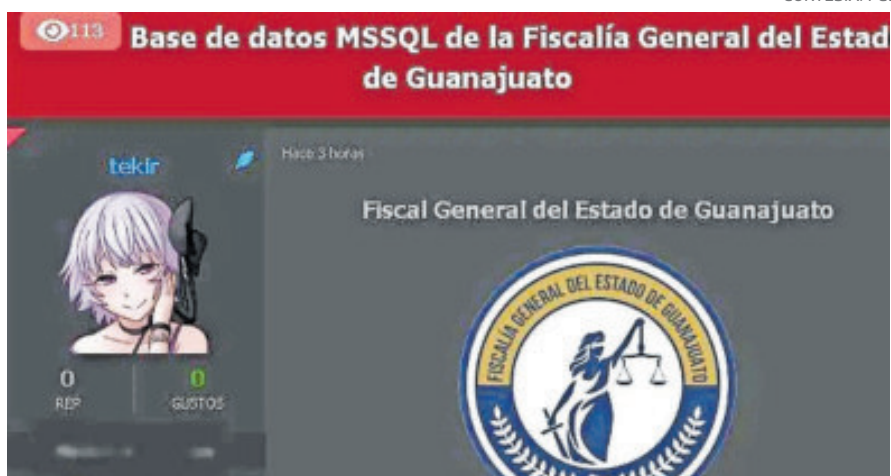 113
Base de datos MSSQL de la Fiscalía General del Estad
de Guanajuato
tekir
Hace 3 horas
Fiscal General del Estado de Guanajuato
FISCALÍA GENERAL DEL ESTADO DE GUANAJUATO
0
0
REP
GUSTOS